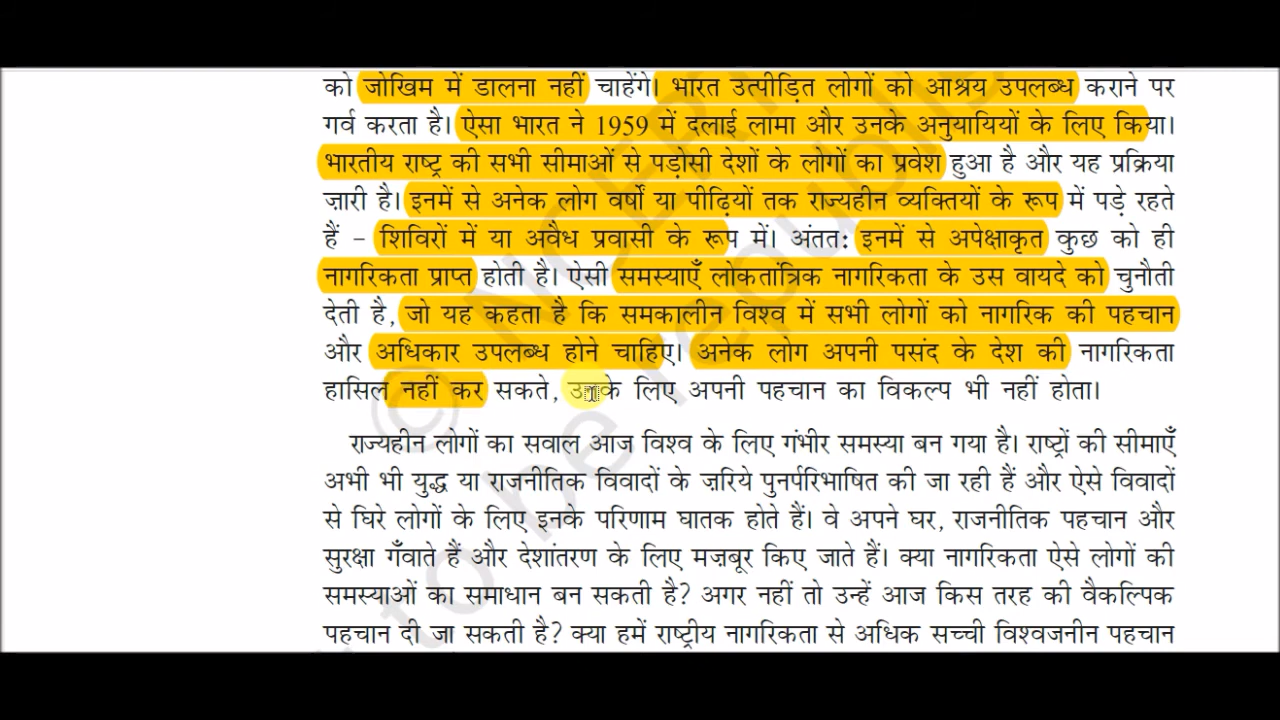 को जोखिम में डालना नहीं चाहेंगे। भारत उत्पीड़ित लोगों को आश्रय उपलब्ध कराने पर
गर्व करता है। ऐसा भारत ने 1959 में दलाई लामा और उनके अनुयायियों के लिए किया।
भारतीय राष्ट्र की सभी सीमाओं से पड़ोसी देशों के लोगों का प्रवेश हुआ है और यह प्रक्रिया
ज़ारी है। इनमें से अनेक लोग वर्षों या पीढ़ियों तक राज्यहीन व्यक्तियों के रूप में पड़े रहते
हैं – शिविरों में या अवैध प्रवासी के रूप में। अंततः इनमें से अपेक्षाकृत कुछ को ही
नागरिकता प्राप्त होती है। ऐसी समस्याएँ लोकतांत्रिक नागरिकता के उस वायदे को चुनौती
देती है, जो यह कहता है कि समकालीन विश्व में सभी लोगों को नागरिक की पहचान
और अधिकार उपलब्ध होने चाहिए। अनेक लोग अपनी पसंद के देश की नागरिकता
हासिल नहीं कर सकते, उनके लिए अपनी पहचान का विकल्प भी नहीं होता।
राज्यहीन लोगों का सवाल आज विश्व के लिए गंभीर समस्या बन गया है। राष्ट्रों की सीमाएँ
अभी भी युद्ध या राजनीतिक विवादों के ज़रिये पुनर्परिभाषित की जा रही हैं और ऐसे विवादों
से घिरे लोगों के लिए इनके परिणाम घातक होते हैं। वे अपने घर, राजनीतिक पहचान और
सुरक्षा गँवाते हैं और देशांतरण के लिए मज़बूर किए जाते हैं। क्या नागरिकता ऐसे लोगों की
समस्याओं का समाधान बन सकती है? अगर नहीं तो उन्हें आज किस तरह की वैकल्पिक
पहचान दी जा सकती है? क्या हमें राष्ट्रीय नागरिकता से अधिक सच्ची विश्वजनीन पहचान
© NCERT
to be republis